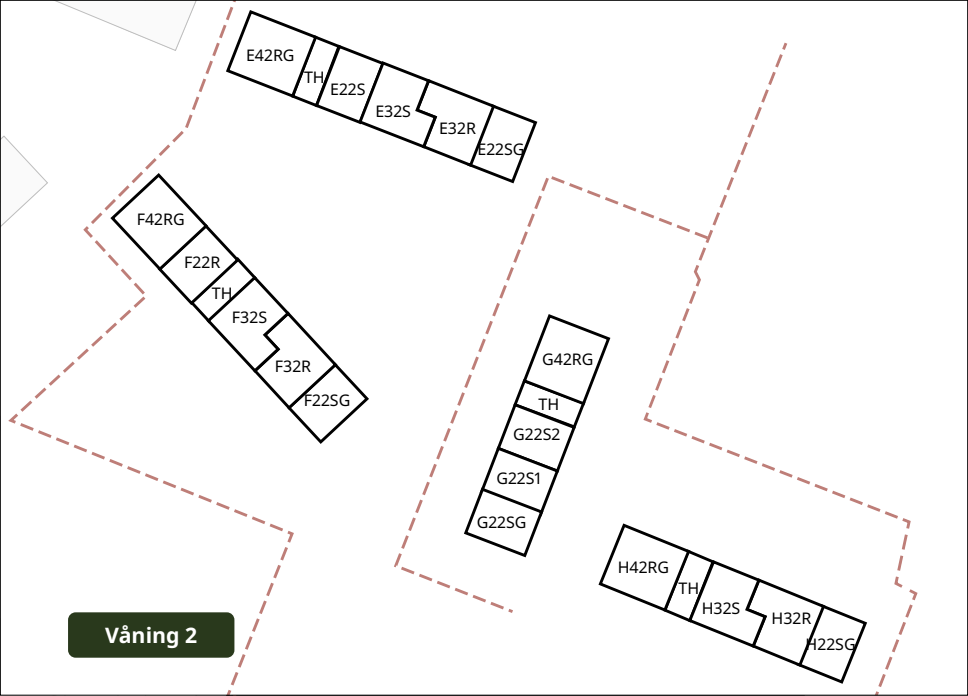 E42RG
TH
E22S
E32S
E32R
E22SG
F42RG
F22R
TH
F32S
F32R
F22SG
G42RG
TH
G22S2
G22S1
G22SG
H42RG
TH
H32S
H32R
H22SG
Våning 2